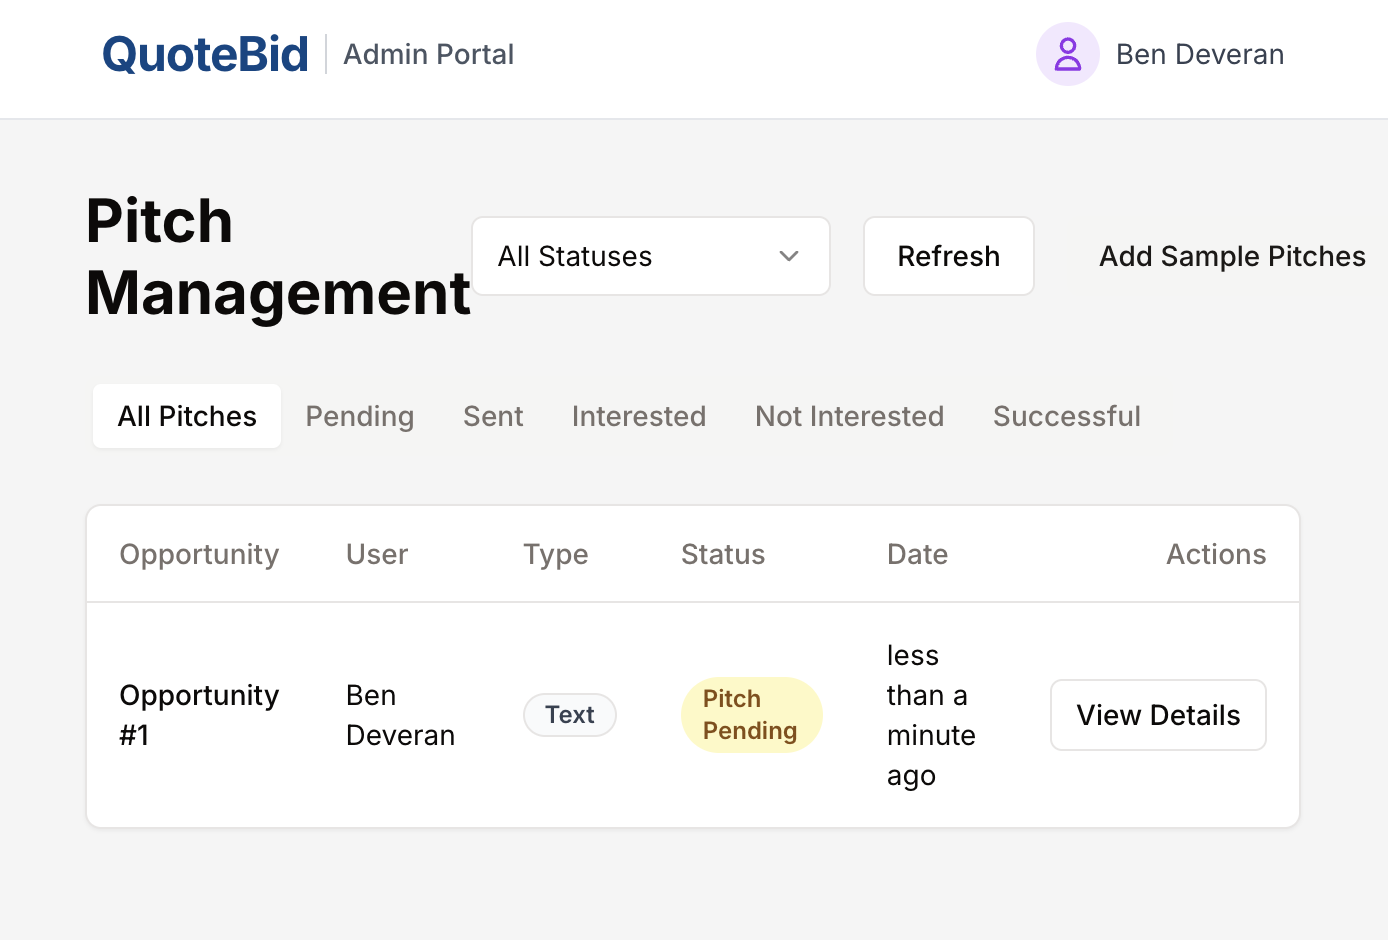 QuoteBid Admin Portal Ben Deveran
Pitch
Management
All Statuses Refresh Add Sample Pitches
All Pitches Pending Sent Interested Not Interested Successful
Opportunity User Type Status Date Actions
Opportunity
#1
Ben
Deveran
Text
Pitch
Pending
less
than a
minute
ago
View Details